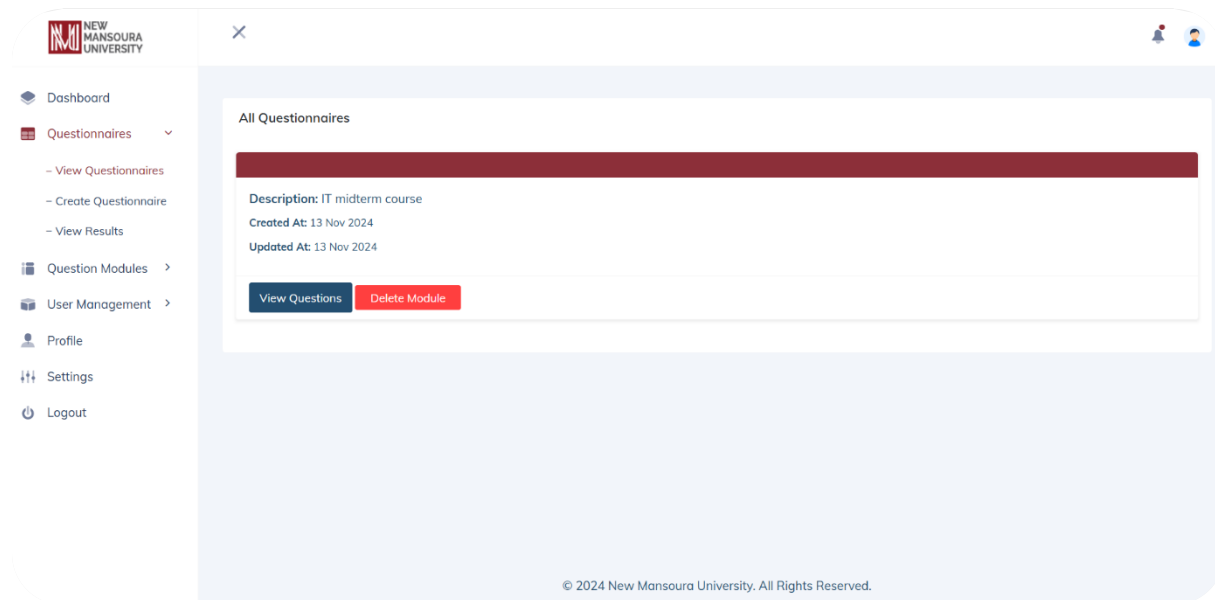 NEW
MANSOURA
UNIVERSITY
Dashboard
Questionnaires
– View Questionnaires
– Create Questionnaire
– View Results
Question Modules
User Management
Profile
Settings
Logout
All Questionnaires
Description: IT midterm course
Created At: 13 Nov 2024
Updated At: 13 Nov 2024
View Questions Delete Module
© 2024 New Mansoura University. All Rights Reserved.